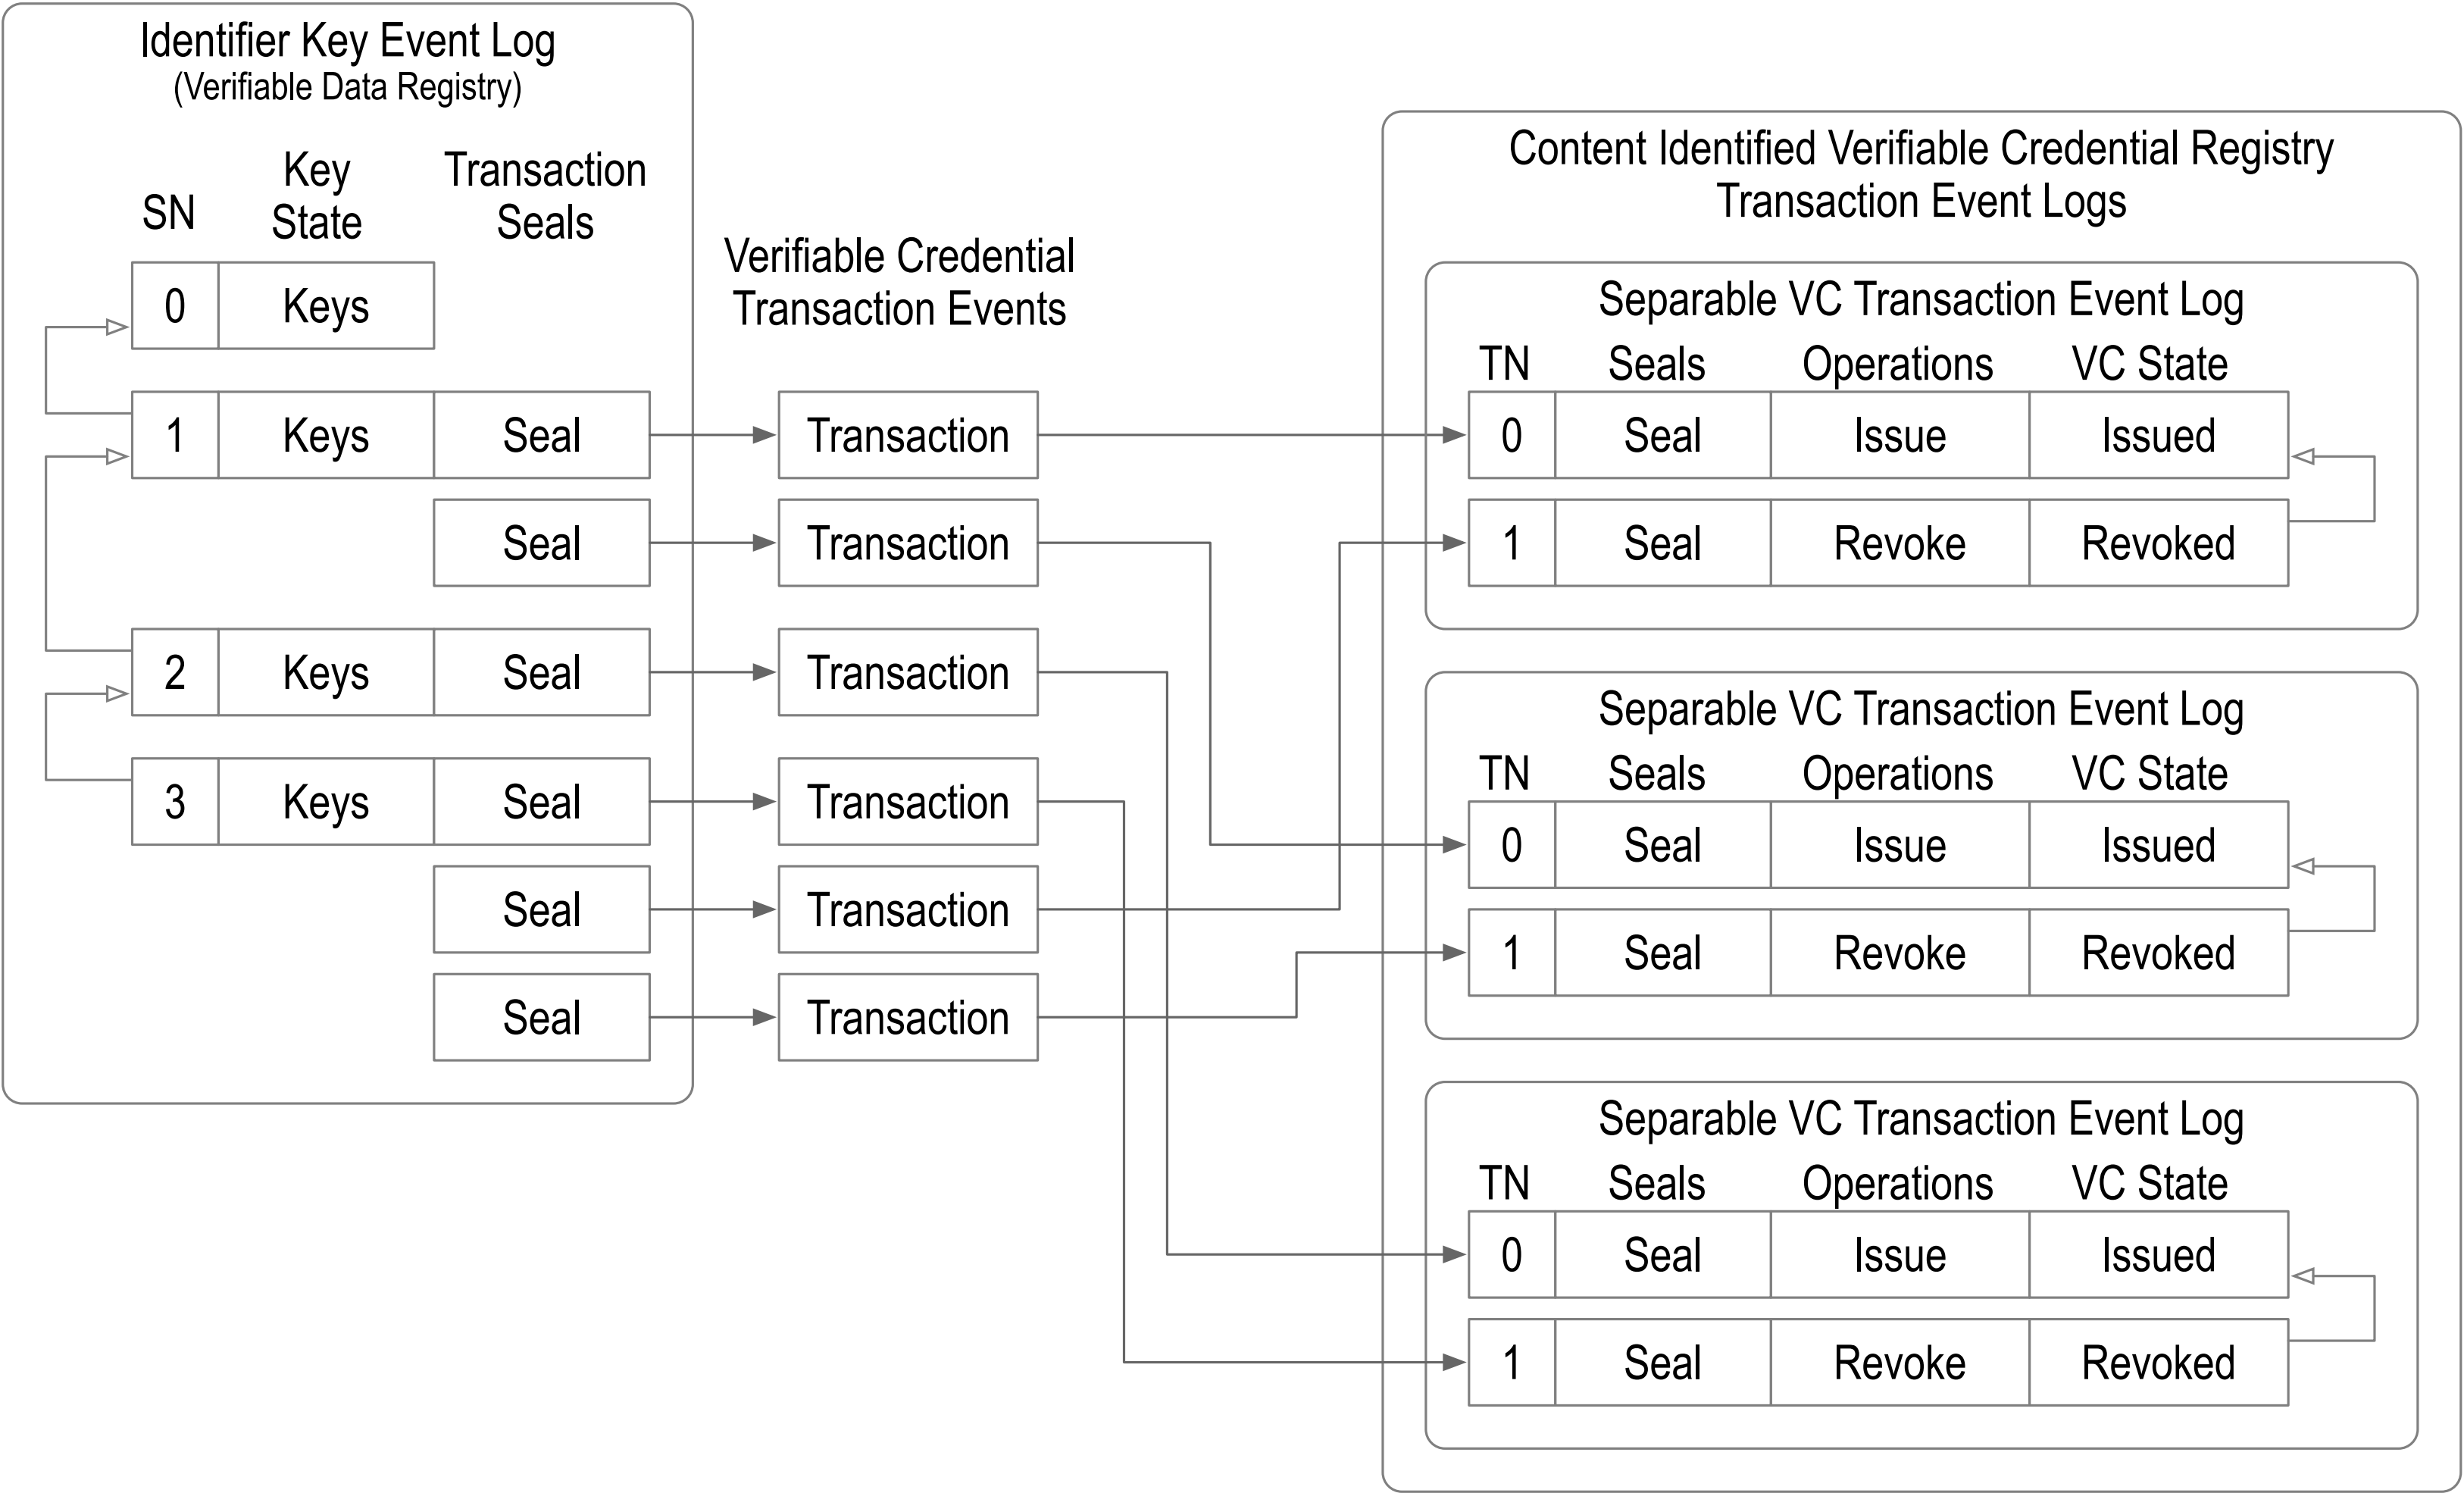 Identifier Key Event Log
(Verifiable Data Registry)
SN
Key
State
Transaction
Seals
0 Keys
1 Keys Seal
Seal
2 Keys Seal
3 Keys Seal
Seal
Seal
Verifiable Credential
Transaction Events
Transaction
Transaction
Transaction
Transaction
Transaction
Transaction
Content Identified Verifiable Credential Registry
Transaction Event Logs
Separable VC Transaction Event Log
TN Seals Operations VC State
0 Seal Issue Issued
1 Seal Revoke Revoked
Separable VC Transaction Event Log
TN Seals Operations VC State
0 Seal Issue Issued
1 Seal Revoke Revoked
Separable VC Transaction Event Log
TN Seals Operations VC State
0 Seal Issue Issued
1 Seal Revoke Revoked